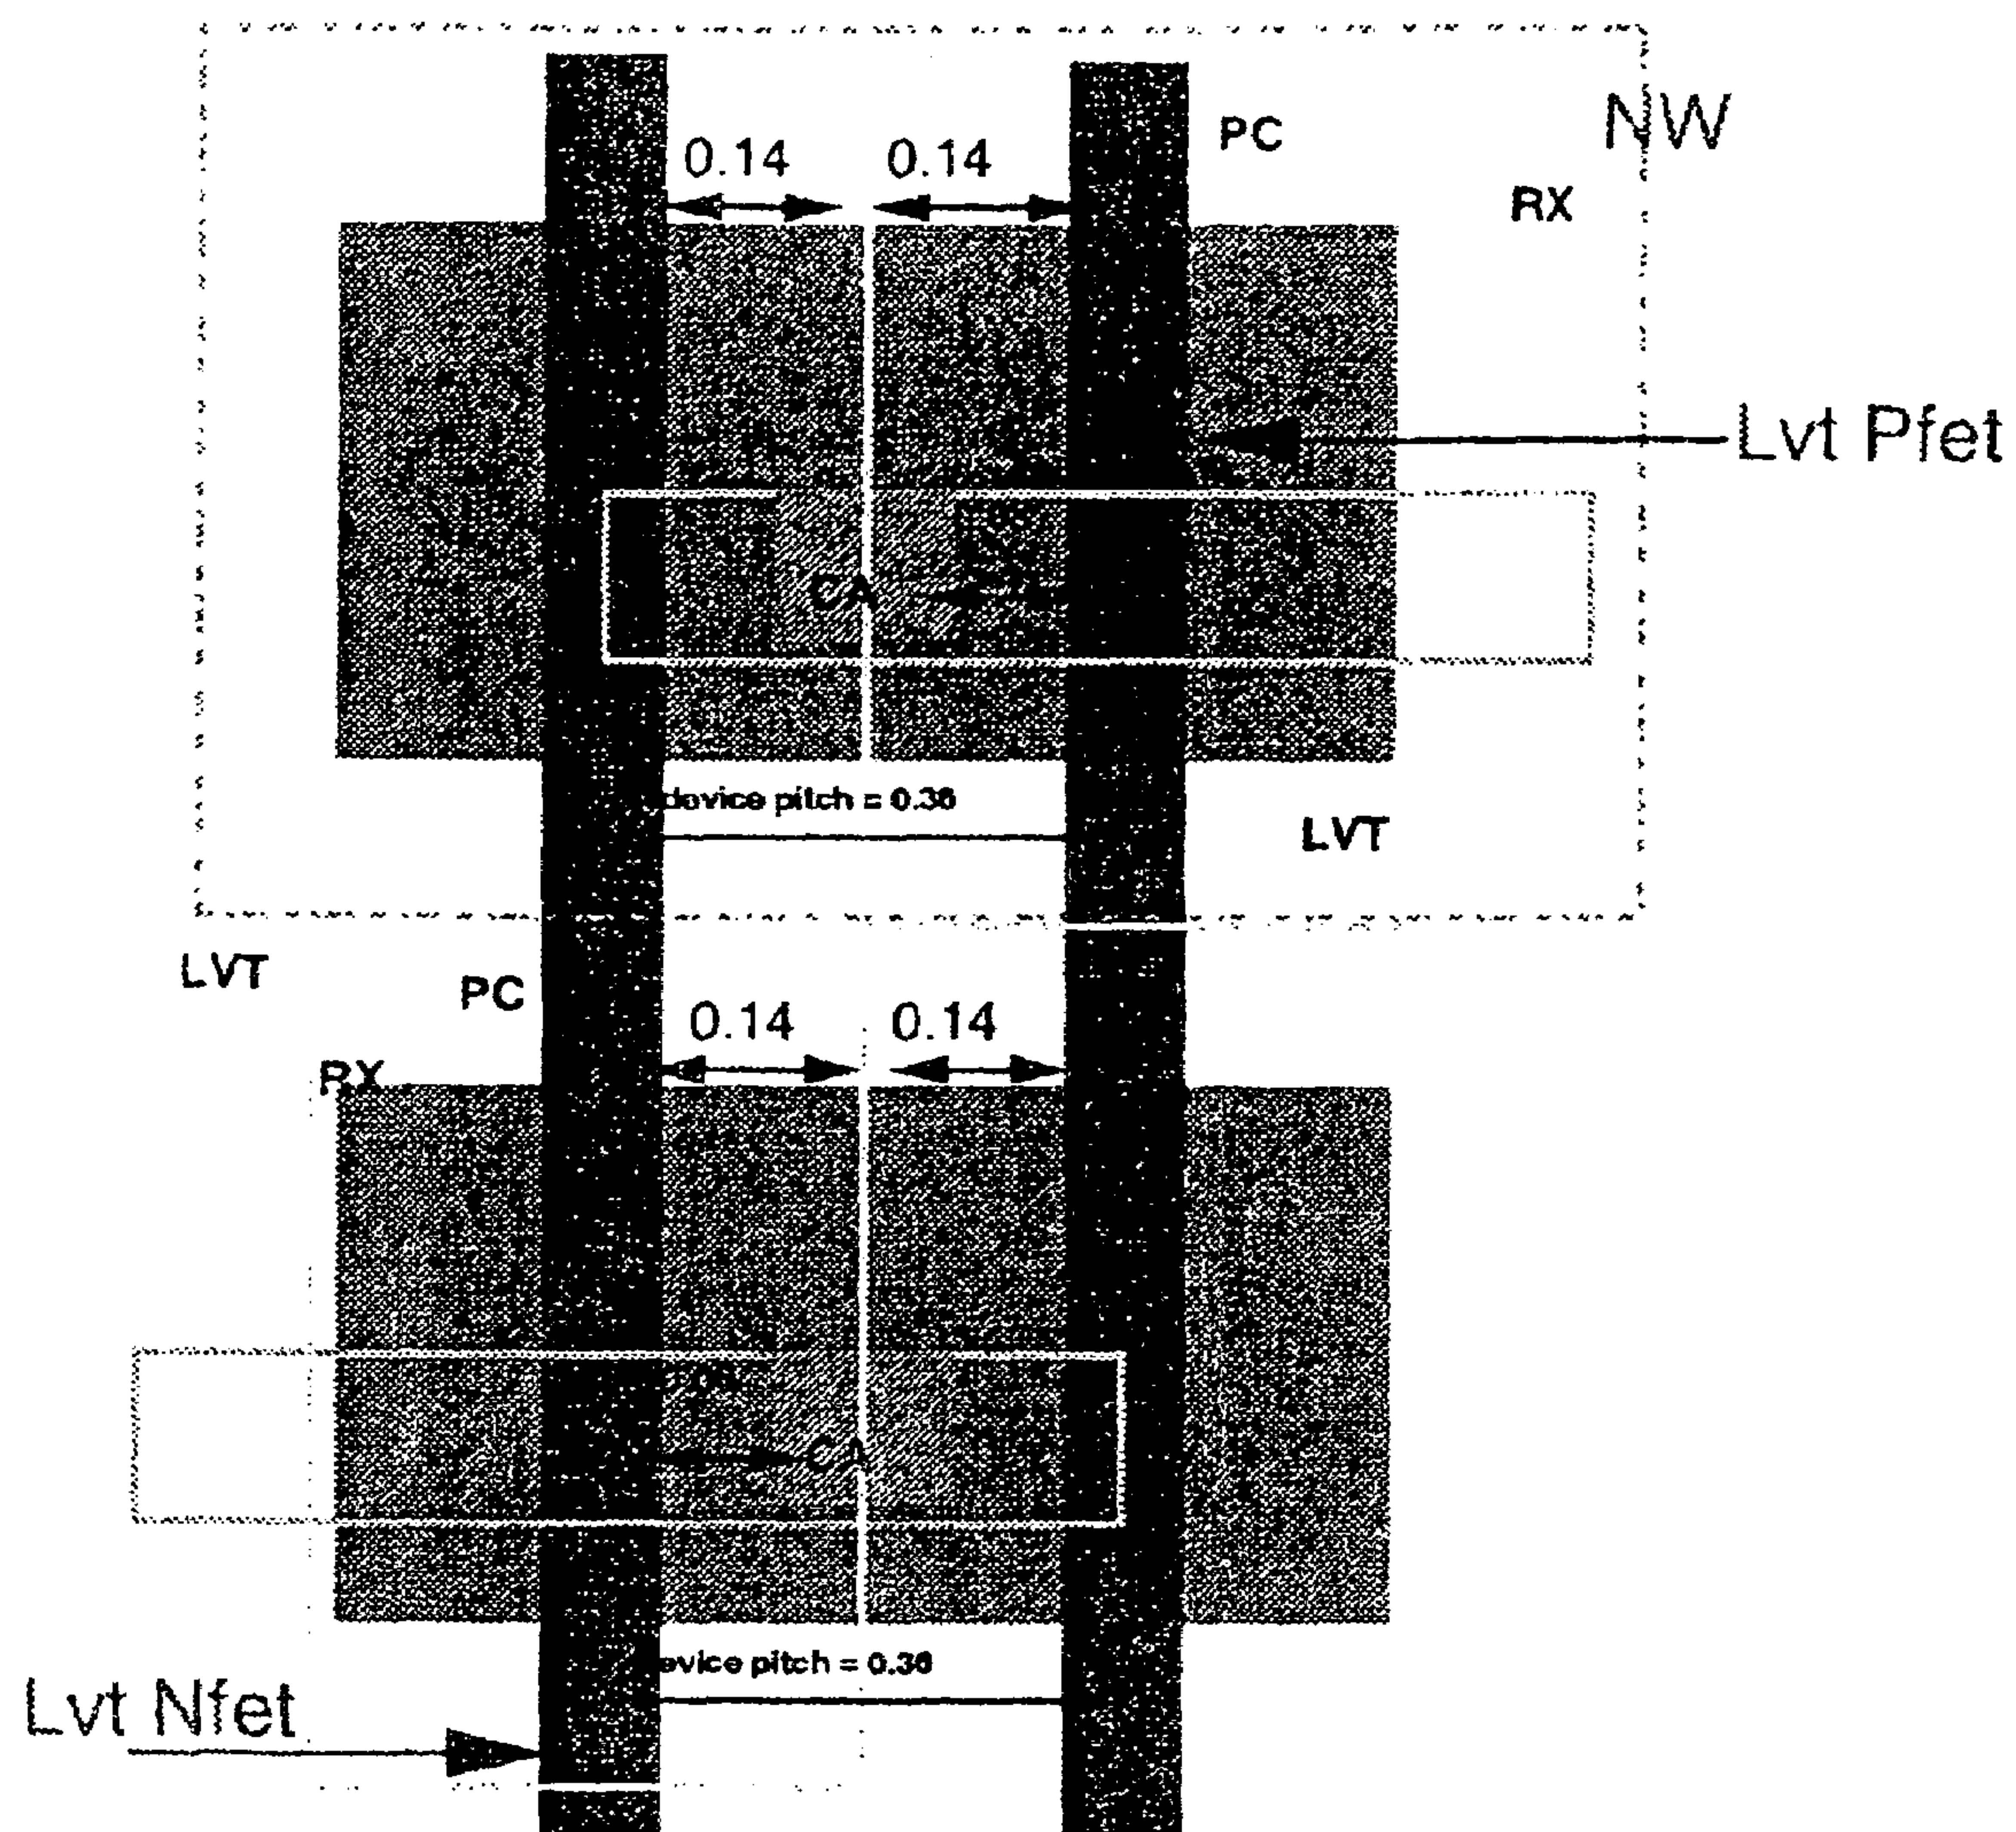 NW
PC
0.14 0.14
RX
Lvt Pfet
CA
device pitch = 0.36
LVT
LVT
PC
0.14 0.14
RX
CA
evice pitch = 0.36
Lvt Nfet